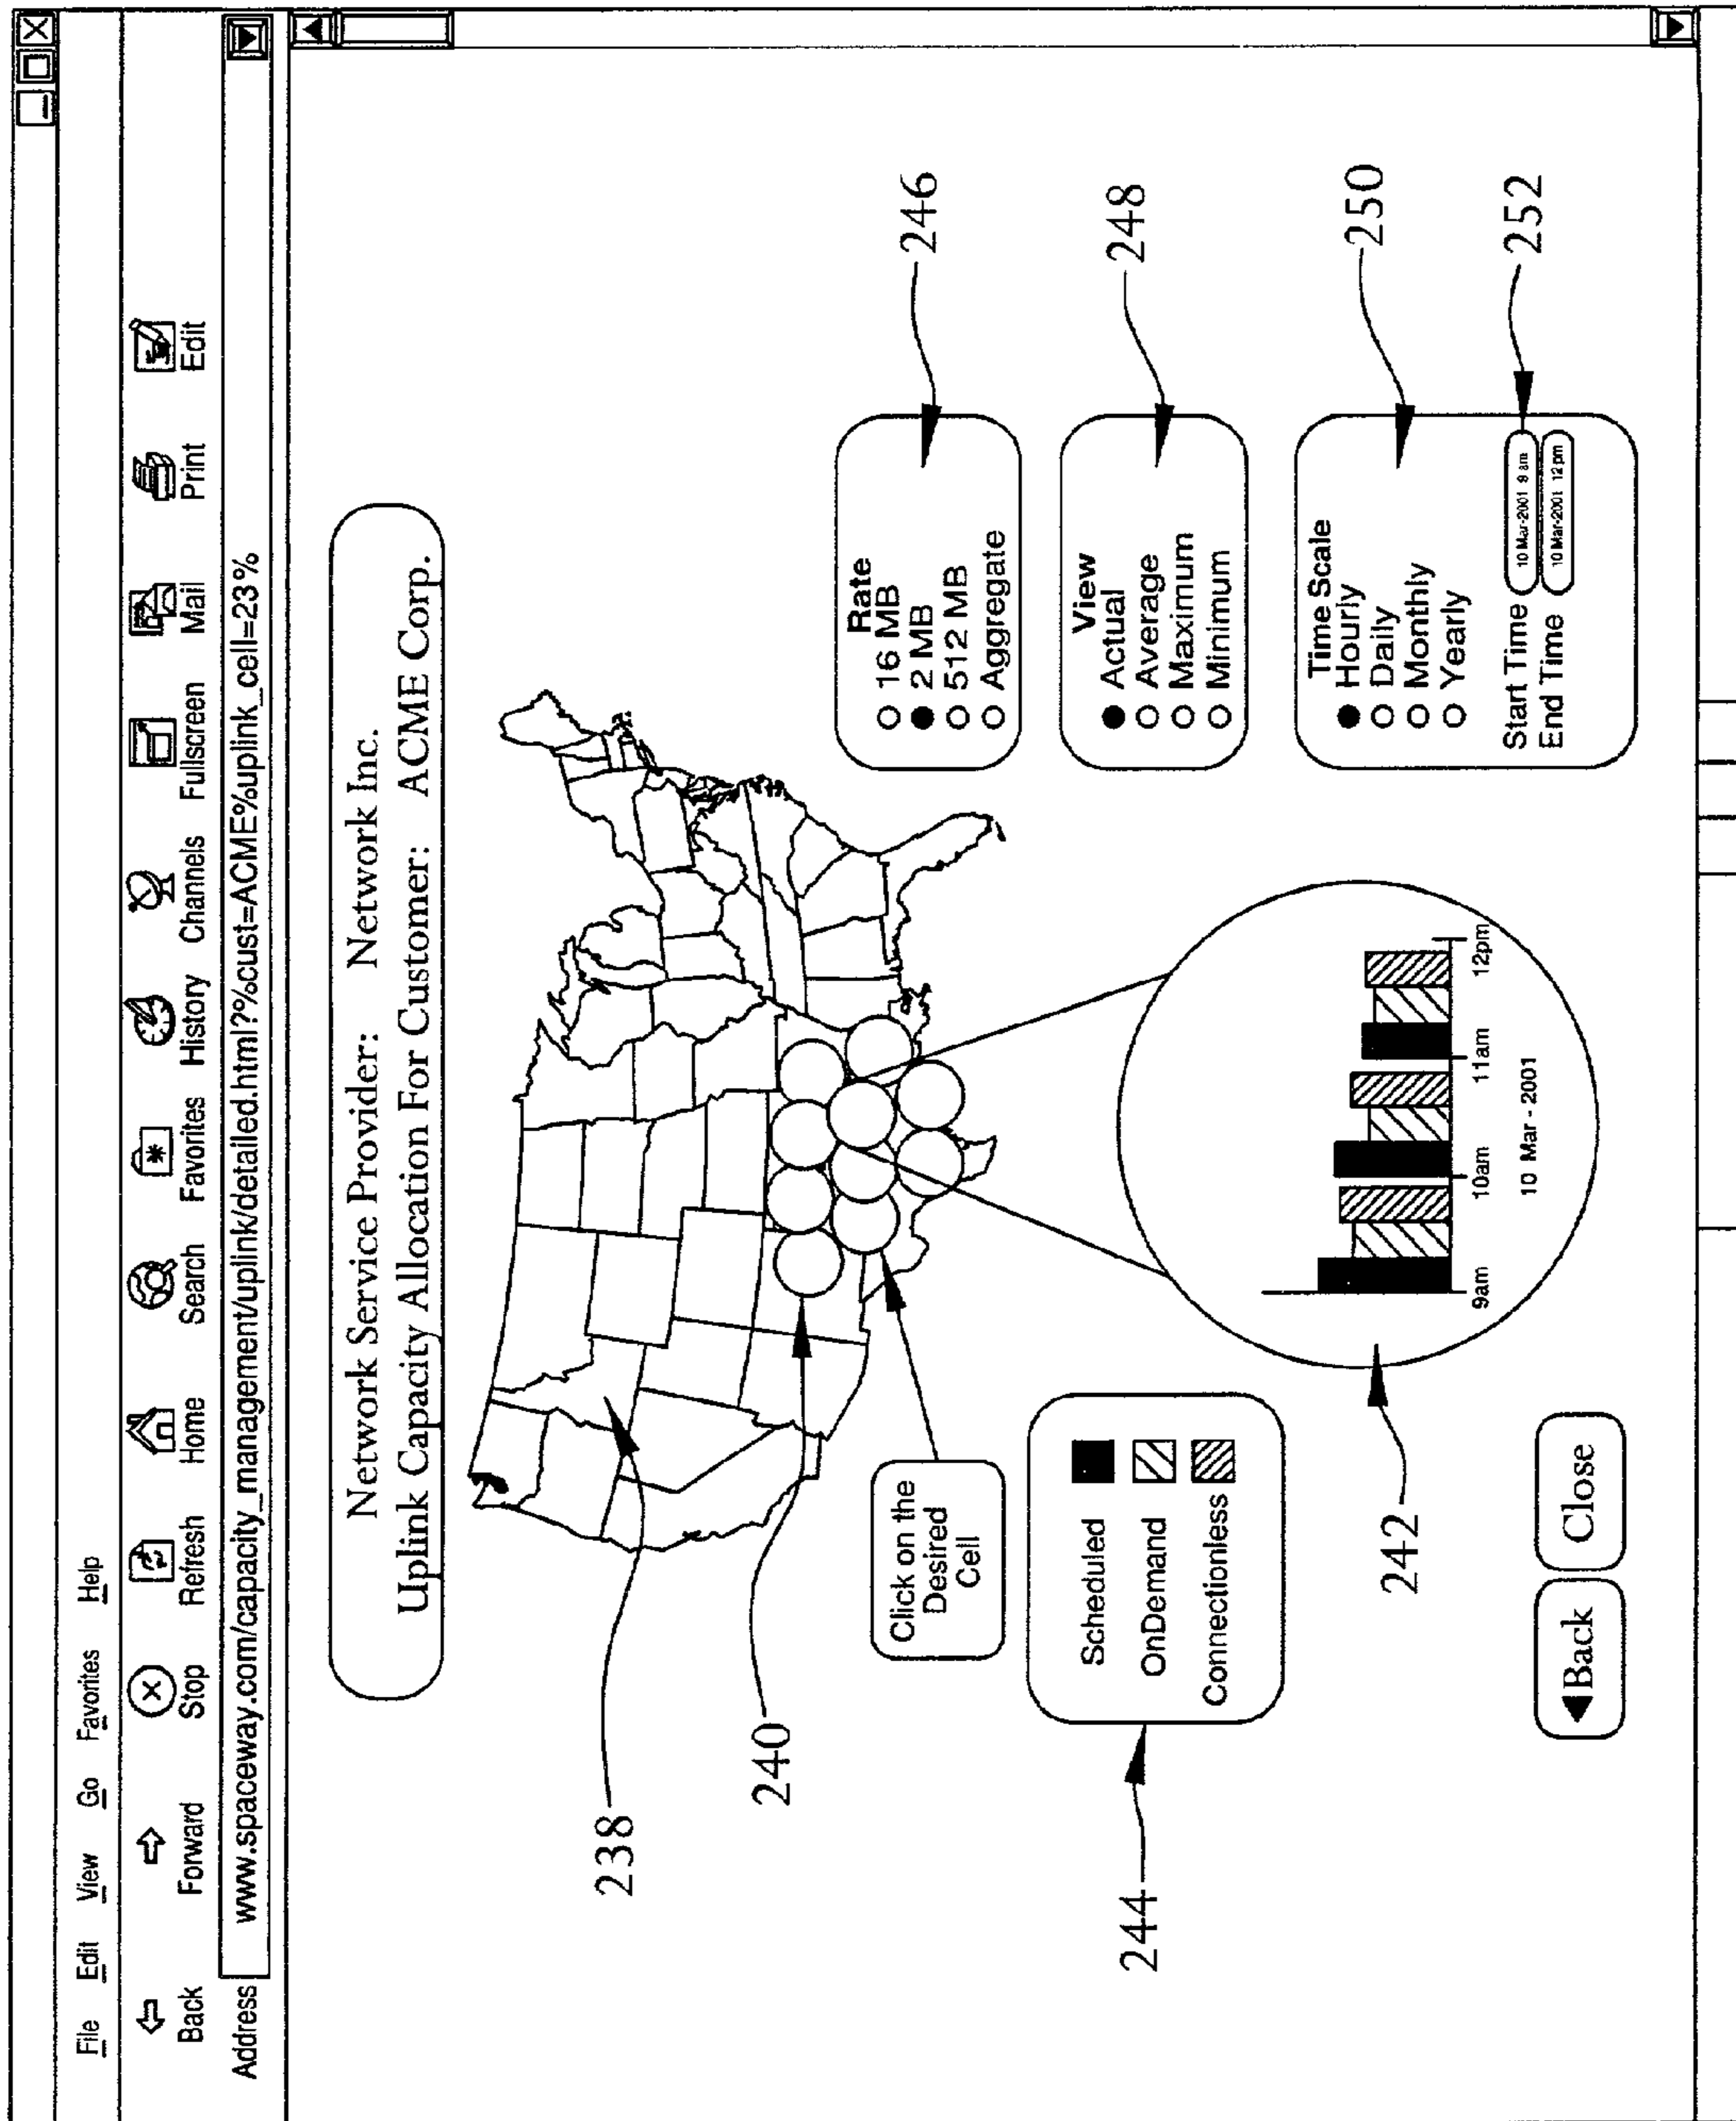 File Edit View Go Favorites Help
Back Forward Stop Refresh Home Search Favorites History Channels Fullscreen Mail Print Edit
Address www.spaceway.com/capacity_management/uplink/detailed.html?%cust=ACME%uplink_cell=23%
Network Service Provider: Network Inc.
Uplink Capacity Allocation For Customer: ACME Corp.
238
240
Click on the
Desired
Cell
244
Scheduled
OnDemand
Connectionless
242
9am 10am 11am 12pm
10 Mar - 2001
Rate
16 MB
2 MB
512 MB
Aggregate
246
View
Actual
Average
Maximum
Minimum
248
Time Scale
Hourly
Daily
Monthly
Yearly
250
Start Time 10 Mar-2001 9 am
End Time 10 Mar-2001 12 pm
252
Back Close